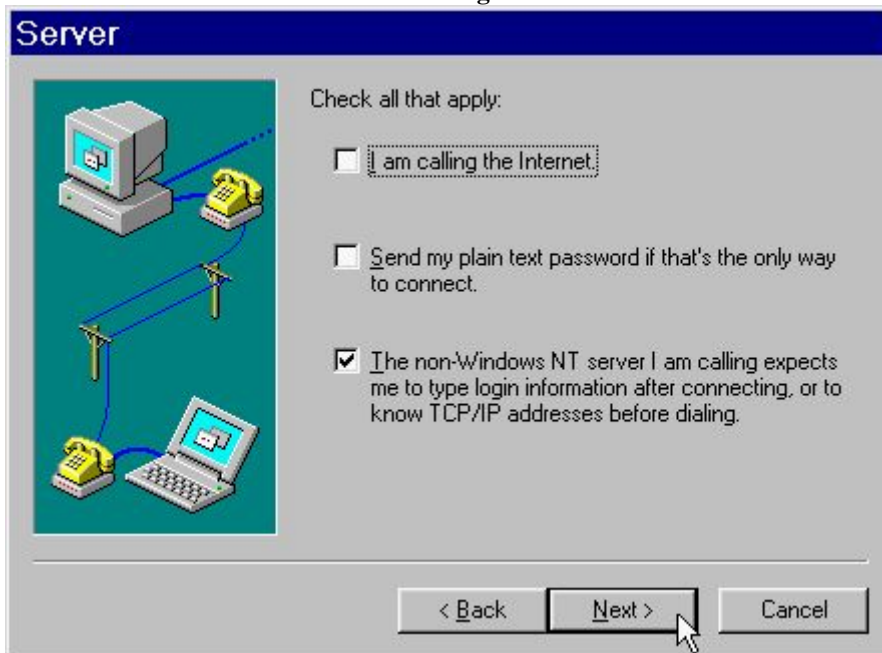 Server
Check all that apply:
I am calling the Internet.
Send my plain text password if that's the only way
to connect.
The non-Windows NT server I am calling expects
me to type login information after connecting, or to
know TCP/IP addresses before dialing.
< Back
Next >
Cancel